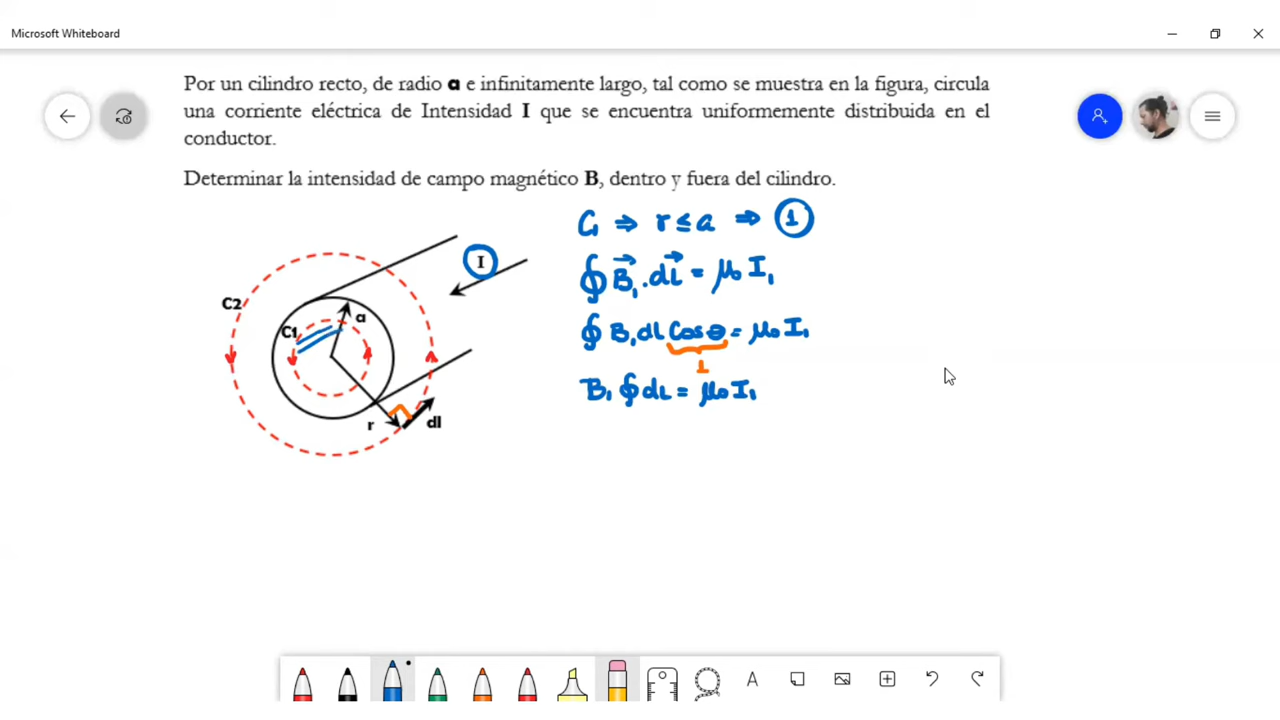 Microsoft Whiteboard
Por un cilindro recto, de radio a e infinitamente largo, tal como se muestra en la figura, circula
una corriente eléctrica de Intensidad I que se encuentra uniformemente distribuida en el
conductor.
Determinar la intensidad de campo magnético B, dentro y fuera del cilindro.
C₁ ⇒ r ≤ a ⇒ 1
∮ B⃗₁ . dl⃗ = μ₀ I₁
∮ B₁ dl Cos θ = μ₀ I₁
1
B₁ ∮ dL = μ₀ I₁
I
C2
a
C1
r
dl
A